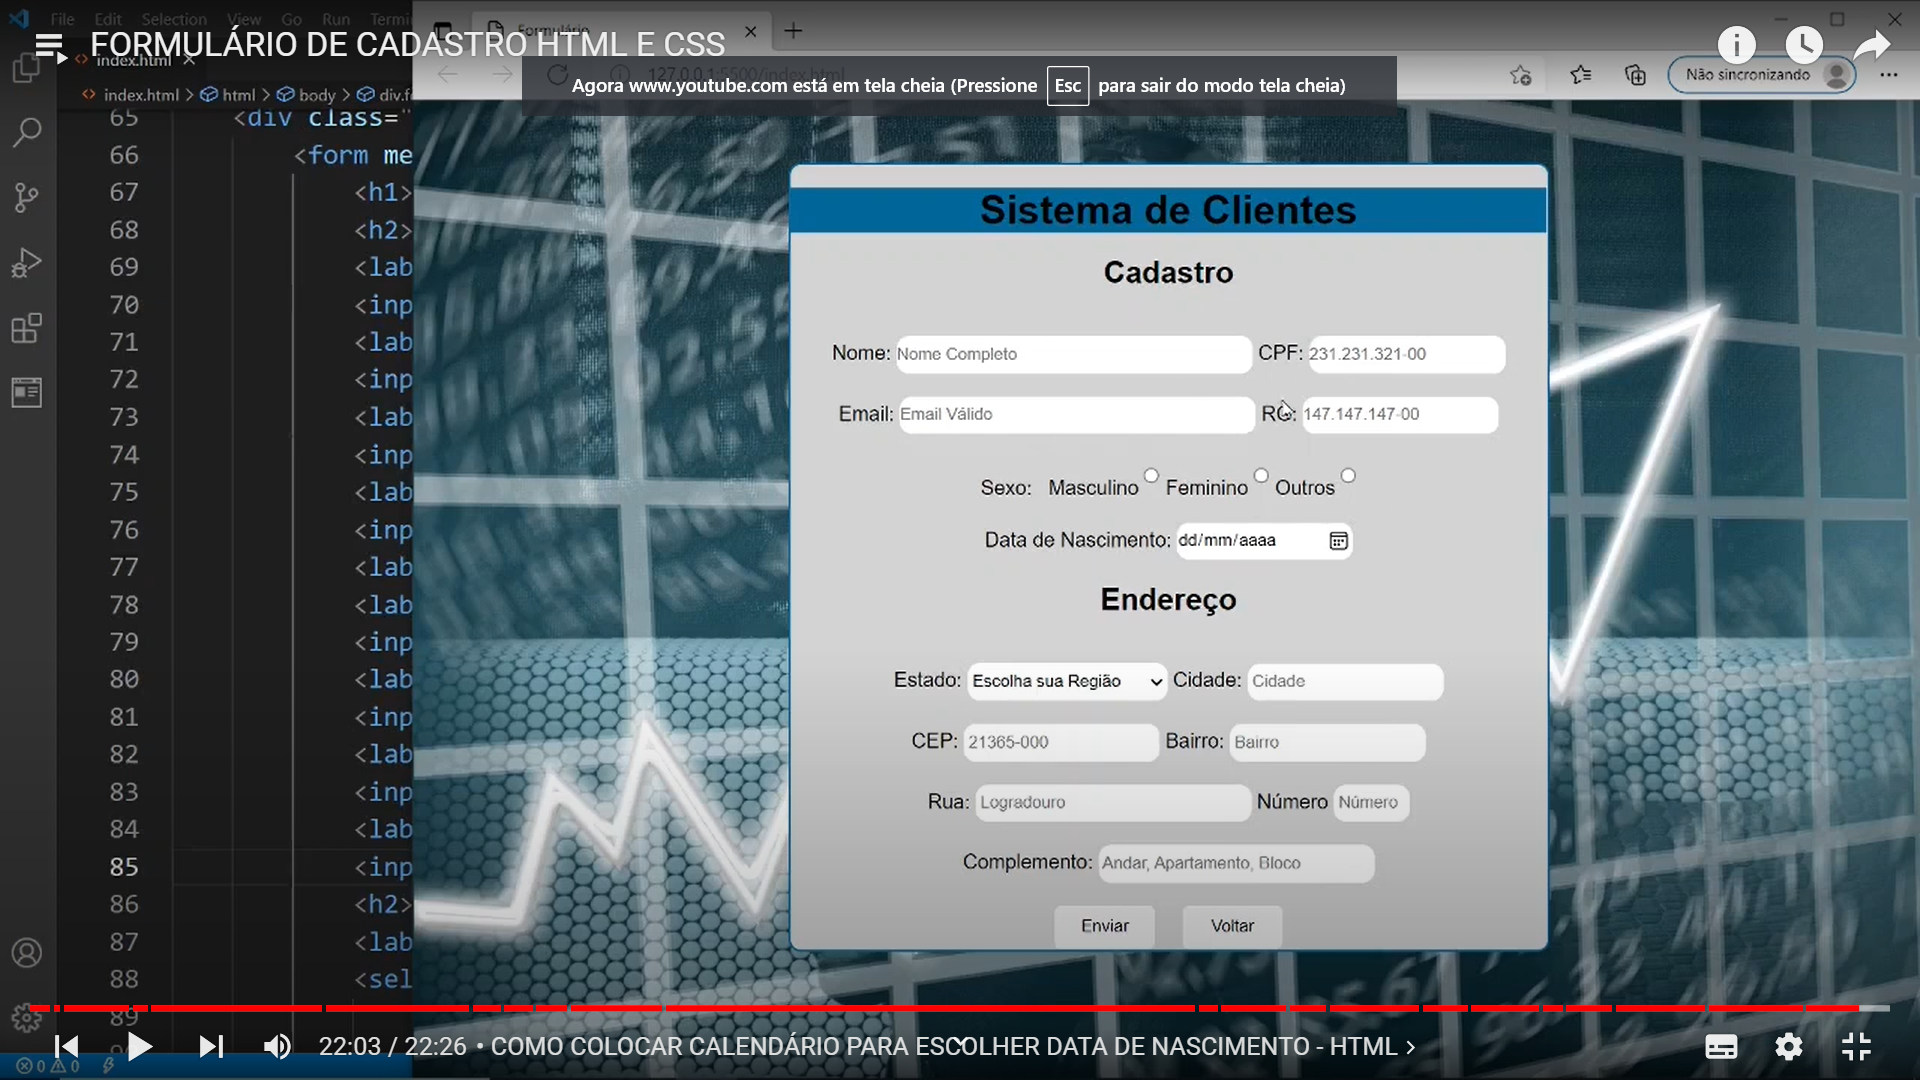 File Edit Selection View Go Run Termi
Formulário
FORMULÁRIO DE CADASTRO HTML E CSS
index.html
127.0.0.1:5500/index.html
Não sincronizando
Agora www.youtube.com está em tela cheia (Pressione Esc para sair do modo tela cheia)
index.html > html > body > div.f
65 <div class="
66 <form me
67 <h1>
68 <h2>
69 <lab
70 <inp
71 <lab
72 <inp
73 <lab
74 <inp
75 <lab
76 <inp
77 <lab
78 <lab
79 <inp
80 <lab
81 <inp
82 <lab
83 <inp
84 <lab
85 <inp
86 <h2>
87 <lab
88 <sel
89
Sistema de Clientes
Cadastro
Nome: Nome Completo CPF: 231.231.321-00
Email: Email Válido RG: 147.147.147-00
Sexo: Masculino Feminino Outros
Data de Nascimento: dd/mm/aaaa
Endereço
Estado: Escolha sua Região Cidade: Cidade
CEP: 21365-000 Bairro: Bairro
Rua: Logradouro Número Número
Complemento: Andar, Apartamento, Bloco
Enviar Voltar
22:03 / 22:26 • COMO COLOCAR CALENDÁRIO PARA ESCOLHER DATA DE NASCIMENTO - HTML >
0 0